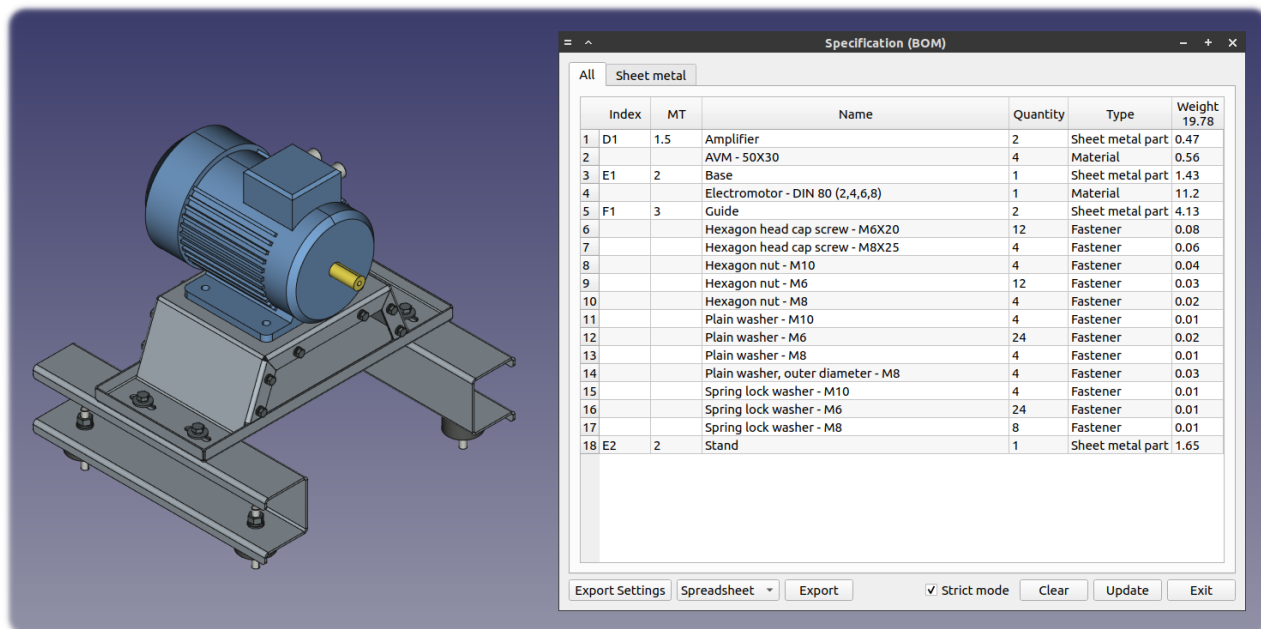 Specification (BOM)
All Sheet metal
Index MT Name Quantity Type Weight
19.78
1 D1 1.5 Amplifier 2 Sheet metal part 0.47
2 AVM - 50X30 4 Material 0.56
3 E1 2 Base 1 Sheet metal part 1.43
4 Electromotor - DIN 80 (2,4,6,8) 1 Material 11.2
5 F1 3 Guide 2 Sheet metal part 4.13
6 Hexagon head cap screw - M6X20 12 Fastener 0.08
7 Hexagon head cap screw - M8X25 4 Fastener 0.06
8 Hexagon nut - M10 4 Fastener 0.04
9 Hexagon nut - M6 12 Fastener 0.03
10 Hexagon nut - M8 4 Fastener 0.02
11 Plain washer - M10 4 Fastener 0.01
12 Plain washer - M6 24 Fastener 0.02
13 Plain washer - M8 4 Fastener 0.01
14 Plain washer, outer diameter - M8 4 Fastener 0.03
15 Spring lock washer - M10 4 Fastener 0.01
16 Spring lock washer - M6 24 Fastener 0.01
17 Spring lock washer - M8 8 Fastener 0.01
18 E2 2 Stand 1 Sheet metal part 1.65
Export Settings Spreadsheet Export Strict mode Clear Update Exit